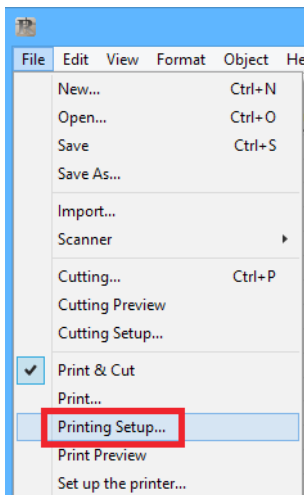 File Edit View Format Object He
New... Ctrl+N
Open... Ctrl+O
Save Ctrl+S
Save As...
Import...
Scanner
Cutting... Ctrl+P
Cutting Preview
Cutting Setup...
Print & Cut
Print...
Printing Setup...
Print Preview
Set up the printer...